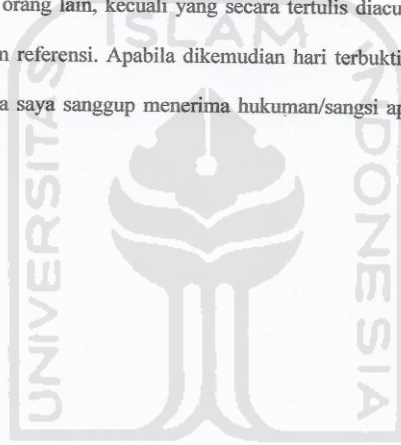 orang lain, kecuali yang secara tertulis diacu
referensi. Apabila dikemudian hari terbukti
saya sanggup menerima hukuman/sangsi
ISLAM
UNIVERSITAS
INDONESIA